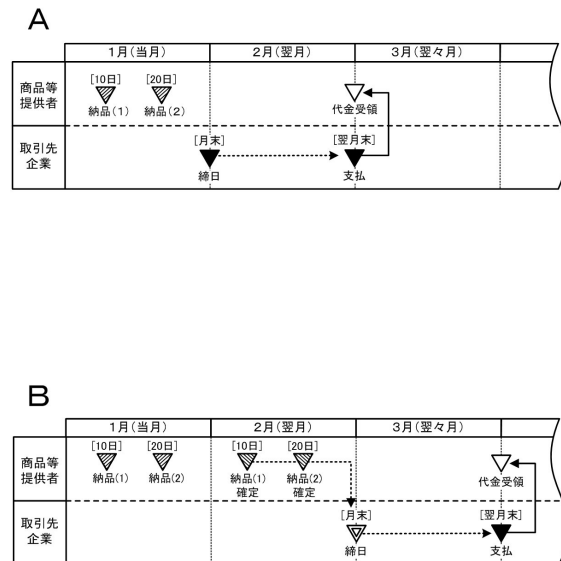 A
1月(当月) 2月(翌月) 3月(翌々月)
商品等
提供者
[10日] [20日]
納品(1) 納品(2)
代金受領
取引先
企業
[月末] [翌月末]
締日 支払
B
1月(当月) 2月(翌月) 3月(翌々月)
商品等
提供者
[10日] [20日] [10日] [20日]
納品(1) 納品(2) 納品(1) 納品(2)
確定 確定
代金受領
取引先
企業
[月末] [翌月末]
締日 支払